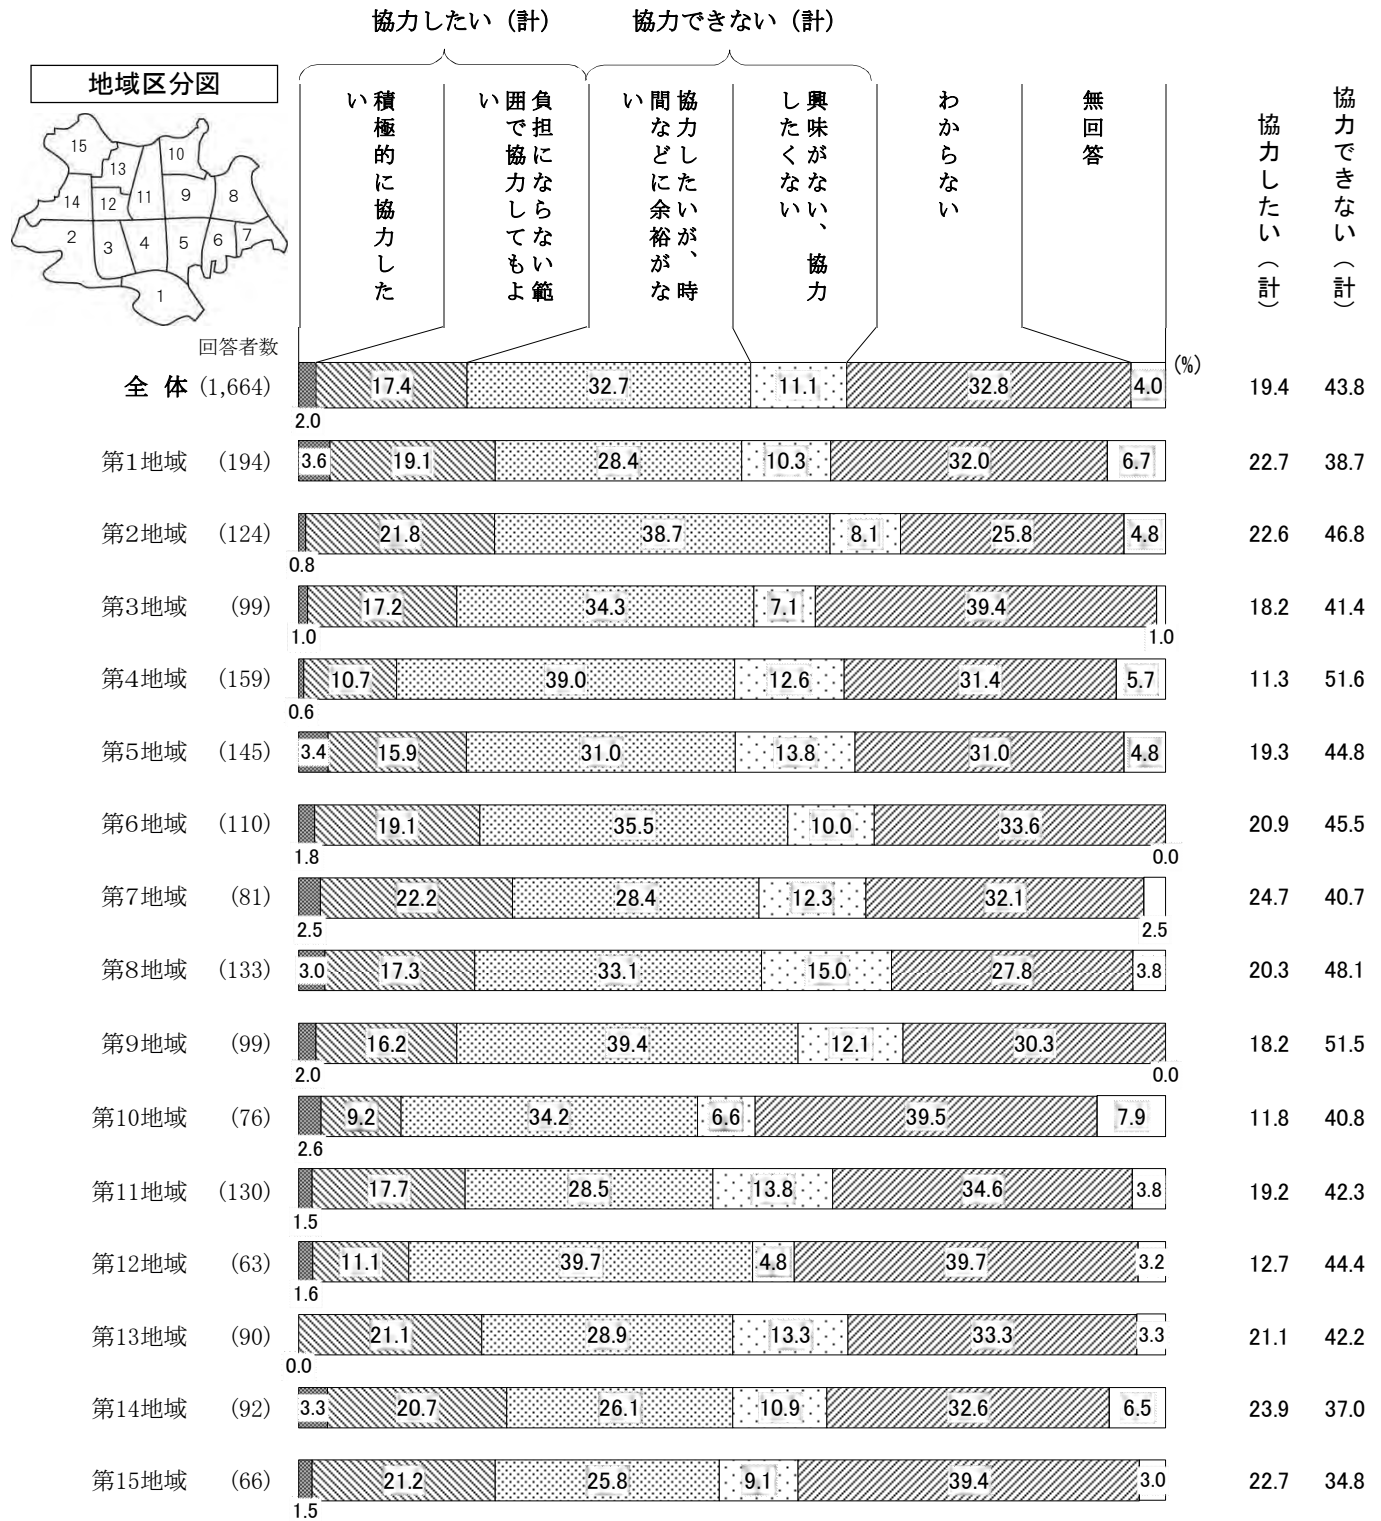 協力したい（計）
協力できない（計）
地域区分図
15
13
10
14
12
11
9
8
2
3
4
5
6
7
1
積極的に協力したい
負担にならない範囲で協力してもよい
協力したいが、時間などに余裕がない
興味がない、協力したくない
わからない
無回答
協力したい（計）
協力できない（計）
回答者数
(%)
全 体 (1,664) 17.4 32.7 11.1 32.8 4.0 19.4 43.8
2.0
第1地域 (194) 3.6 19.1 28.4 10.3 32.0 6.7 22.7 38.7
第2地域 (124) 21.8 38.7 8.1 25.8 4.8 22.6 46.8
0.8
第3地域 (99) 17.2 34.3 7.1 39.4 18.2 41.4
1.0 1.0
第4地域 (159) 10.7 39.0 12.6 31.4 5.7 11.3 51.6
0.6
第5地域 (145) 3.4 15.9 31.0 13.8 31.0 4.8 19.3 44.8
第6地域 (110) 19.1 35.5 10.0 33.6 20.9 45.5
1.8 0.0
第7地域 (81) 22.2 28.4 12.3 32.1 24.7 40.7
2.5 2.5
第8地域 (133) 3.0 17.3 33.1 15.0 27.8 3.8 20.3 48.1
第9地域 (99) 16.2 39.4 12.1 30.3 18.2 51.5
2.0 0.0
第10地域 (76) 9.2 34.2 6.6 39.5 7.9 11.8 40.8
2.6
第11地域 (130) 17.7 28.5 13.8 34.6 3.8 19.2 42.3
1.5
第12地域 (63) 11.1 39.7 4.8 39.7 3.2 12.7 44.4
1.6
第13地域 (90) 21.1 28.9 13.3 33.3 3.3 21.1 42.2
0.0
第14地域 (92) 3.3 20.7 26.1 10.9 32.6 6.5 23.9 37.0
第15地域 (66) 21.2 25.8 9.1 39.4 3.0 22.7 34.8
1.5